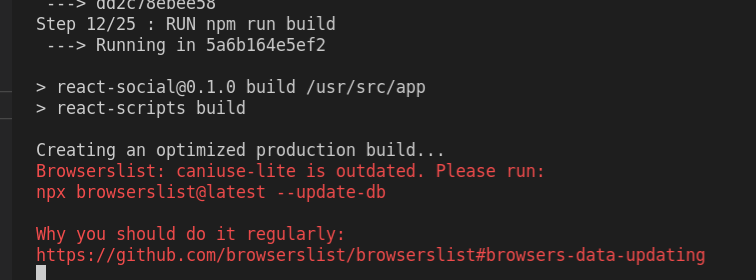 ---> dd2c78ebee58
Step 12/25 : RUN npm run build
---> Running in 5a6b164e5ef2
> react-social@0.1.0 build /usr/src/app
> react-scripts build
Creating an optimized production build...
Browserslist: caniuse-lite is outdated. Please run:
npx browserslist@latest --update-db
Why you should do it regularly:
https://github.com/browserslist/browserslist#browsers-data-updating